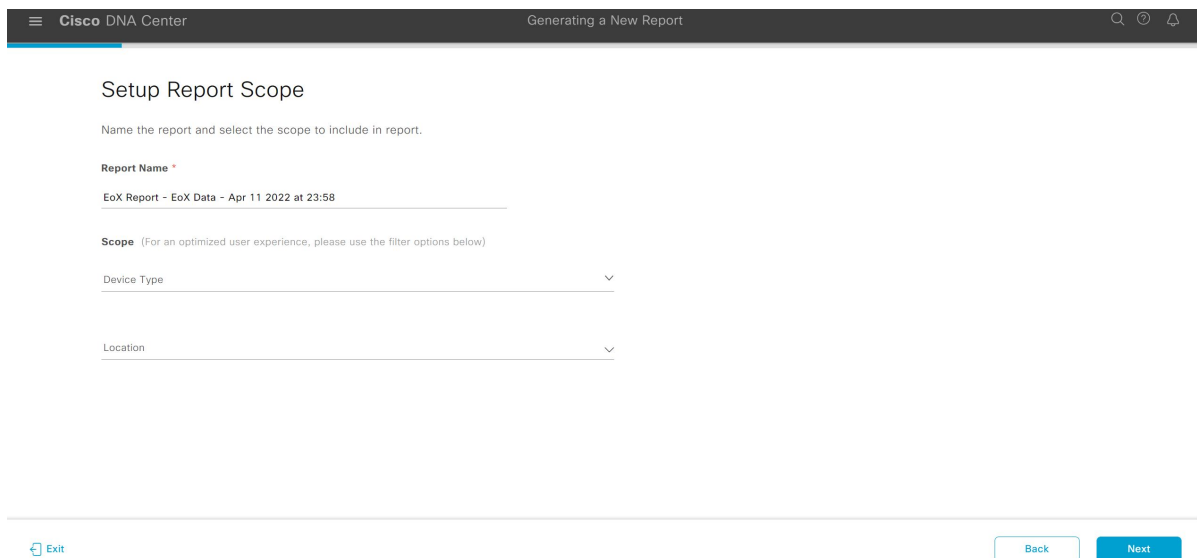 Cisco DNA Center
Generating a New Report
Setup Report Scope
Name the report and select the scope to include in report.
Report Name *
EoX Report - EoX Data - Apr 11 2022 at 23:58
Scope (For an optimized user experience, please use the filter options below)
Device Type
Location
Exit
Back
Next